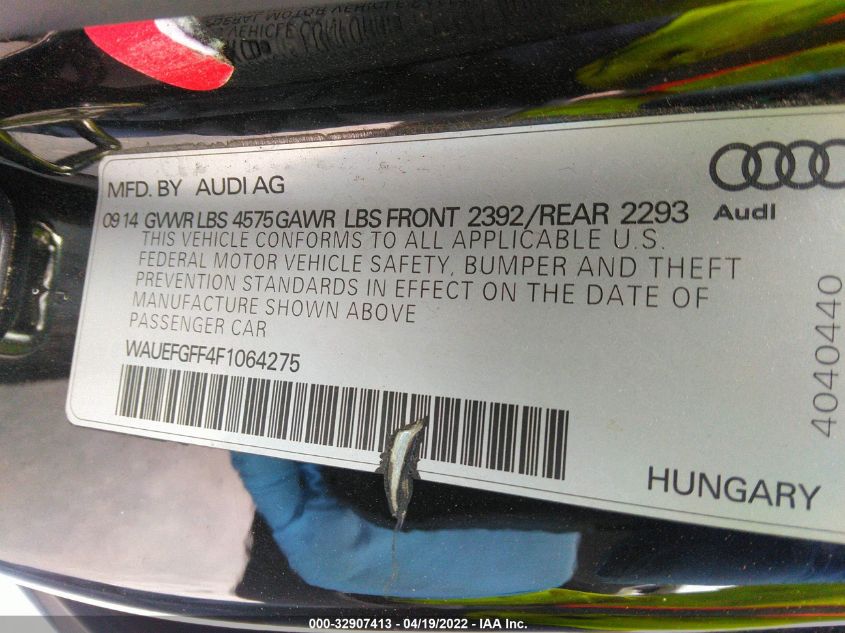 VEHICLE CONFORM
MFD. BY AUDI AG
09 14 GVWR LBS 4575 GAWR LBS FRONT 2392/REAR 2293
Audi
THIS VEHICLE CONFORMS TO ALL APPLICABLE U.S.
FEDERAL MOTOR VEHICLE SAFETY, BUMPER AND THEFT
PREVENTION STANDARDS IN EFFECT ON THE DATE OF
MANUFACTURE SHOWN ABOVE
PASSENGER CAR
WAUEFGFF4F1064275
4040440
HUNGARY
000-32907413 - 04/19/2022 - IAA Inc.